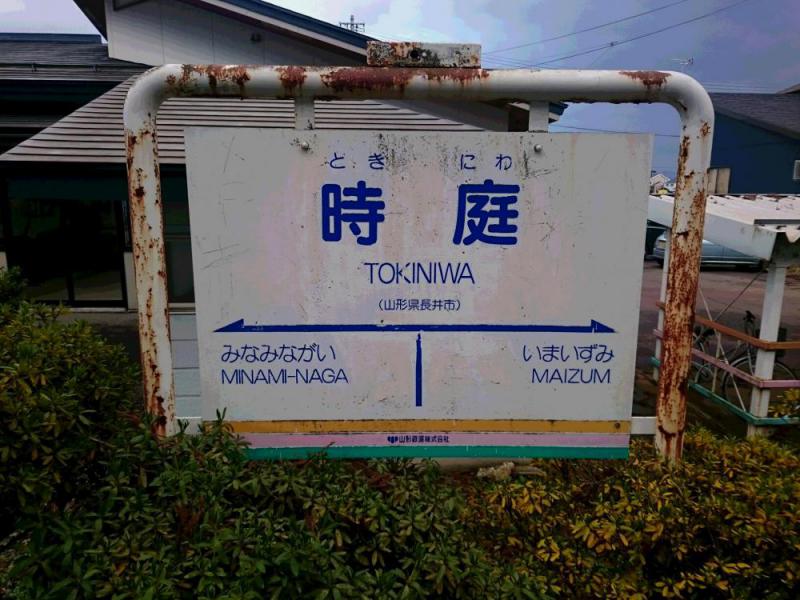 ときにわ
時庭
TOKINIWA
（山形県長井市）
みなみながい いまいずみ
MINAMI-NAGA MAIZUM
山形鉄道株式会社